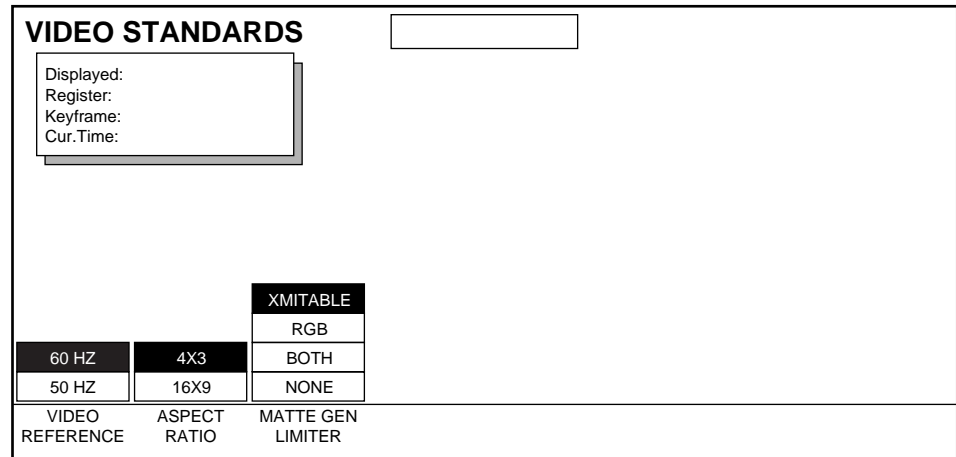 VIDEO STANDARDS
Displayed:
Register:
Keyframe:
Cur.Time:
60 HZ
50 HZ
VIDEO
REFERENCE
4X3
16X9
ASPECT
RATIO
XMITABLE
RGB
BOTH
NONE
MATTE GEN
LIMITER